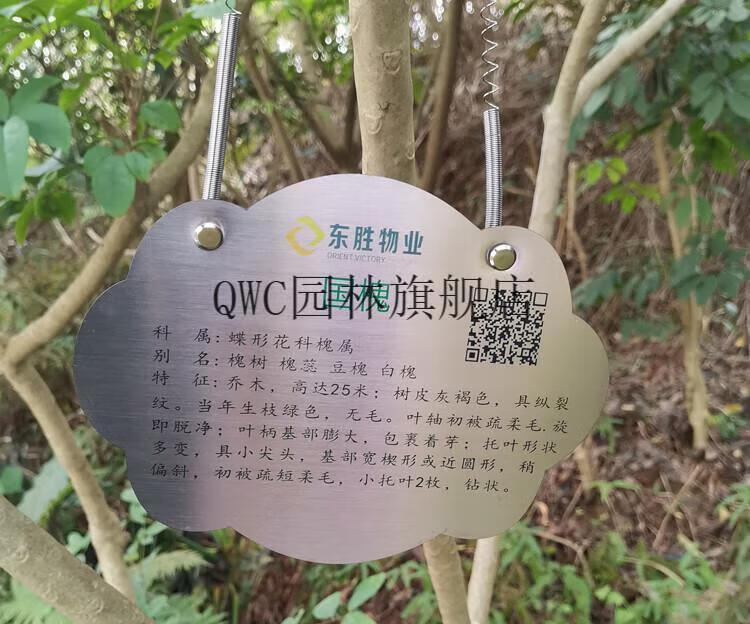 东胜物业
ORIENT.VICTORY
国槐
QWC园林旗舰店
科 属:蝶形花科槐属
别 名:槐树 槐蕊 豆槐 白槐
特 征:乔木,高达25米;树皮灰褐色,具纵裂
纹。当年生枝绿色,无毛。叶轴初被疏柔毛.旋
即脱净;叶柄基部膨大,包裹着芽;托叶形状
多变,具小尖头,基部宽楔形或近圆形,稍
偏斜,初被疏短柔毛,小托叶2枚,钻状。